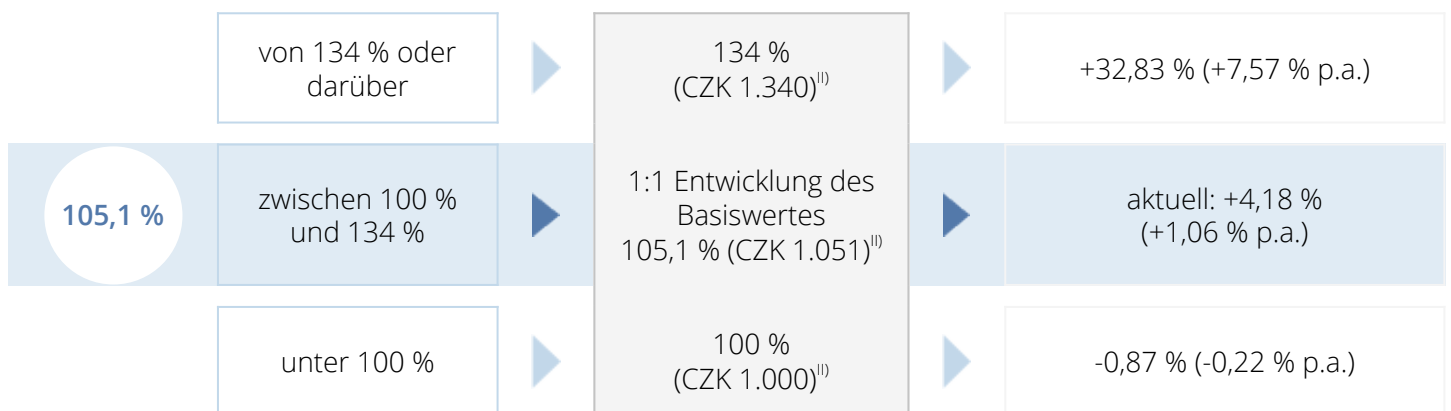 von 134 % oder
darüber
134 %
(CZK 1.340)II)
+32,83 % (+7,57 % p.a.)
105,1 %
zwischen 100 %
und 134 %
1:1 Entwicklung des
Basiswertes
105,1 % (CZK 1.051)II)
aktuell: +4,18 %
(+1,06 % p.a.)
unter 100 %
100 %
(CZK 1.000)II)
-0,87 % (-0,22 % p.a.)